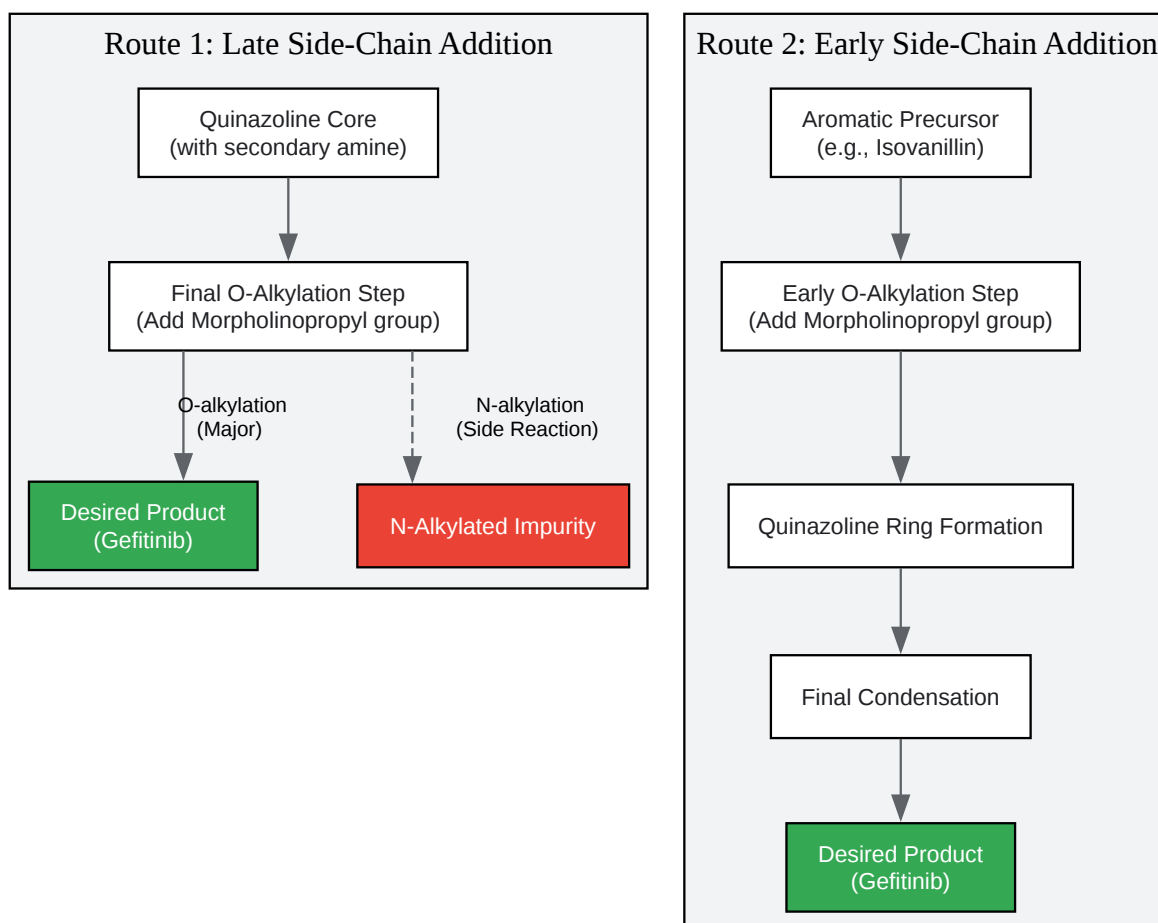 Route 1: Late Side-Chain Addition
Quinazoline Core
(with secondary amine)
Final O-Alkylation Step
(Add Morpholinopropyl group)
O-alkylation
(Major)
N-alkylation
(Side Reaction)
Desired Product
(Gefitinib)
N-Alkylated Impurity
Route 2: Early Side-Chain Addition
Aromatic Precursor
(e.g., Isovanillin)
Early O-Alkylation Step
(Add Morpholinopropyl group)
Quinazoline Ring Formation
Final Condensation
Desired Product
(Gefitinib)